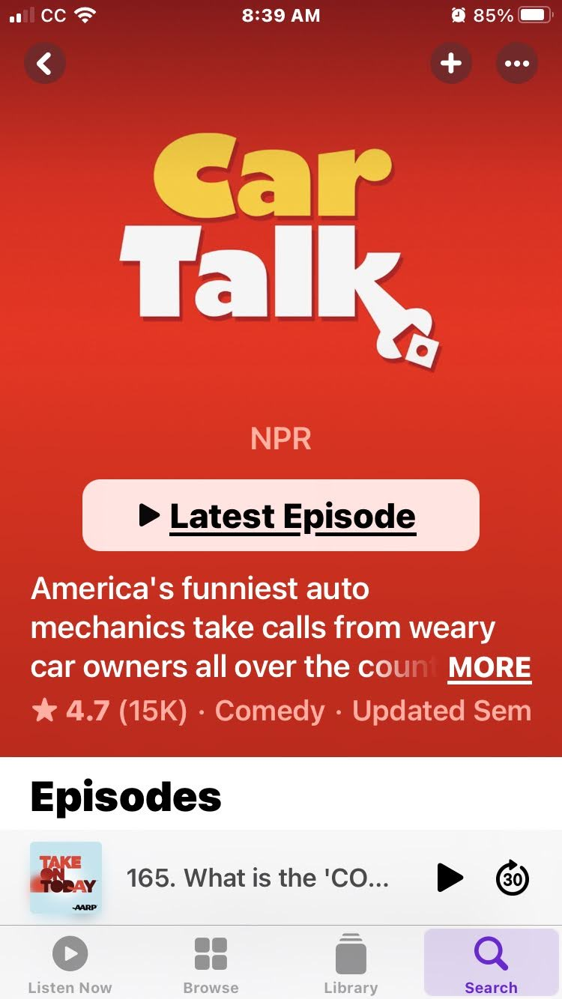 CC 8:39 AM 85%
Car
Talk
NPR
Latest Episode
America's funniest auto
mechanics take calls from weary
car owners all over the count MORE
4.7 (15K) · Comedy · Updated Sem
Episodes
TAKE
ON
TODAY
AARP
165. What is the 'CO...
30
Listen Now Browse Library Search